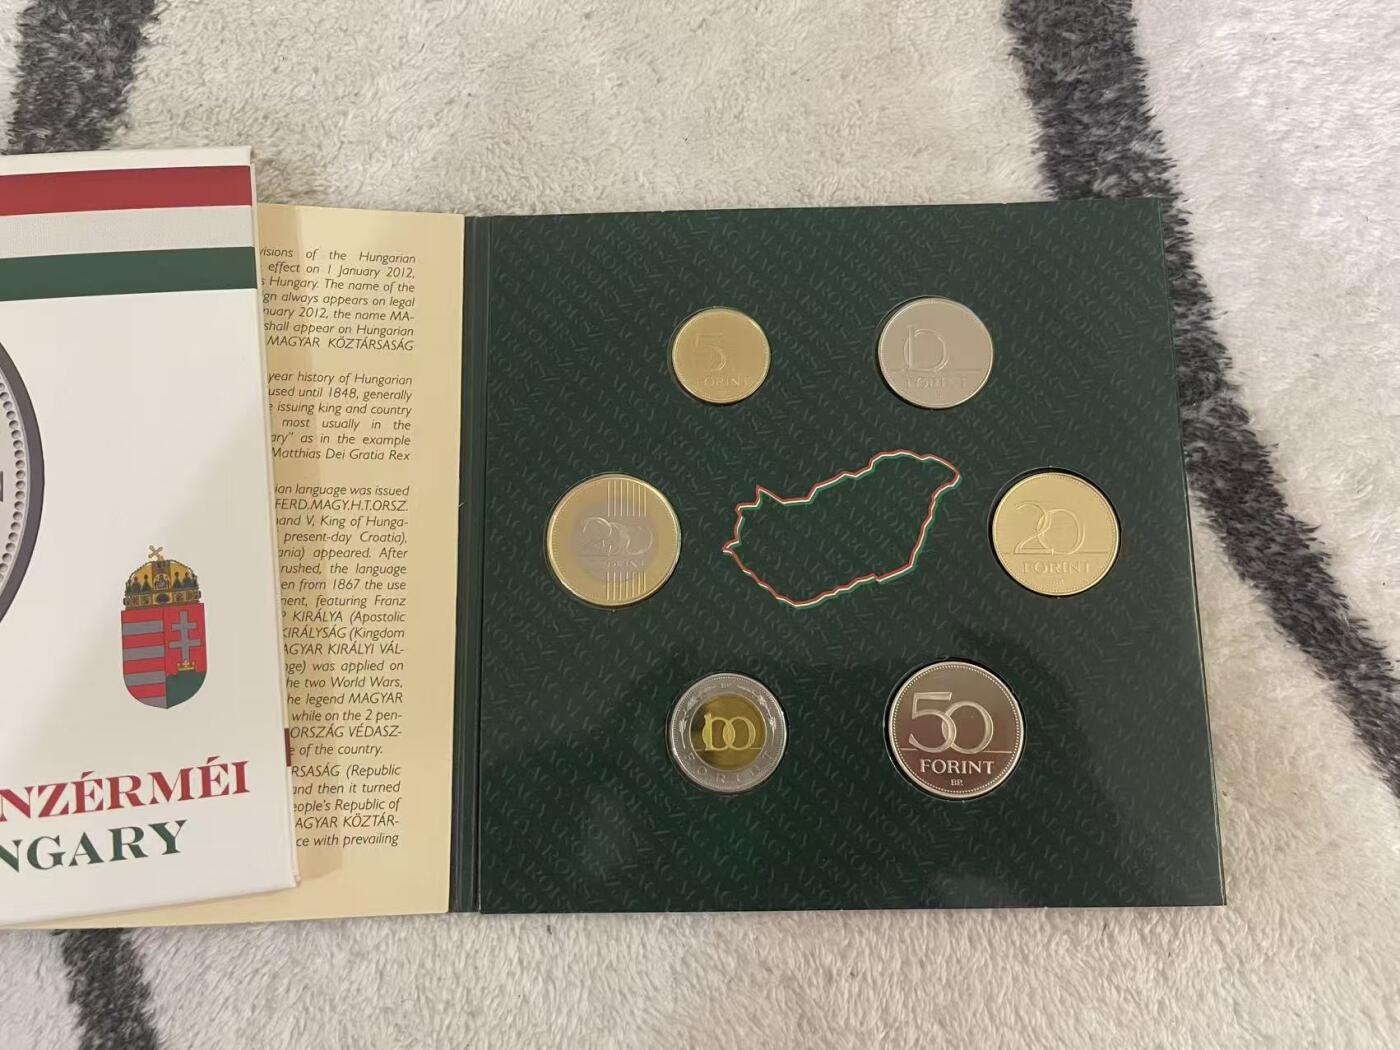 NZÉRMÉI
NGARY
visions of the Hungarian
effect on 1 January 2012,
s Hungary. The name of the
ign always appears on legal
nuary 2012, the name MA-
shall appear on Hungarian
MAGYAR KÖZTÁRSASÁG
year history of Hungarian
used until 1848, generally
e issuing king and country
most usually in the
ary" as in the example
Matthias Dei Gratia Rex
ian language was issued
FERD.MAGY.H.T.ORSZ.
nand V, King of Hunga-
present-day Croatia),
ania) appeared. After
rushed, the language
en from 1867 the use
ment, featuring Franz
P KIRÁLYA (Apostolic
KIRÁLYSÁG (Kingdom
AGYAR KIRÁLYI VÁL-
nge) was applied on
he two World Wars,
he legend MAGYAR
while on the 2 pen-
ORSZÁG VÉDASZ-
e of the country.
RSASÁG (Republic
and then it turned
eople's Republic of
AGYAR KÖZTÁR-
ce with prevailing
5
FORINT
10
FORINT
200
FORINT
20
FORINT
BP.
100
FORINT
50
FORINT
BP.